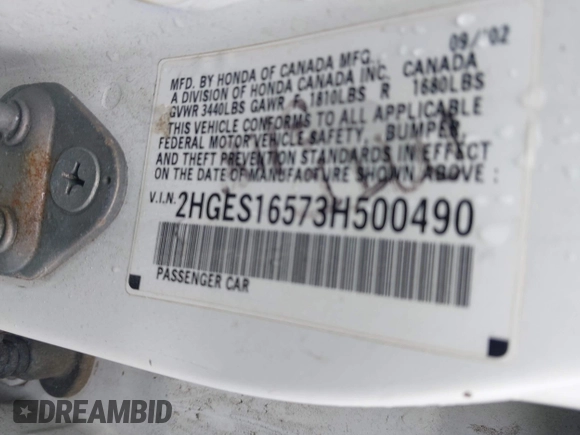 09/'02
MFD. BY HONDA OF CANADA MFG.,
A DIVISION OF HONDA CANADA INC. CANADA
GVWR 3440LBS GAWR F 1810LBS R 1680LBS
THIS VEHICLE CONFORMS TO ALL APPLICABLE
FEDERAL MOTOR VEHICLE SAFETY, BUMPER,
AND THEFT PREVENTION STANDARDS IN EFFECT
ON THE DATE OF MANUFACTURE SHOWN ABOVE :
V.I.N. 2HGES16573H500490
PASSENGER CAR
DREAMBID